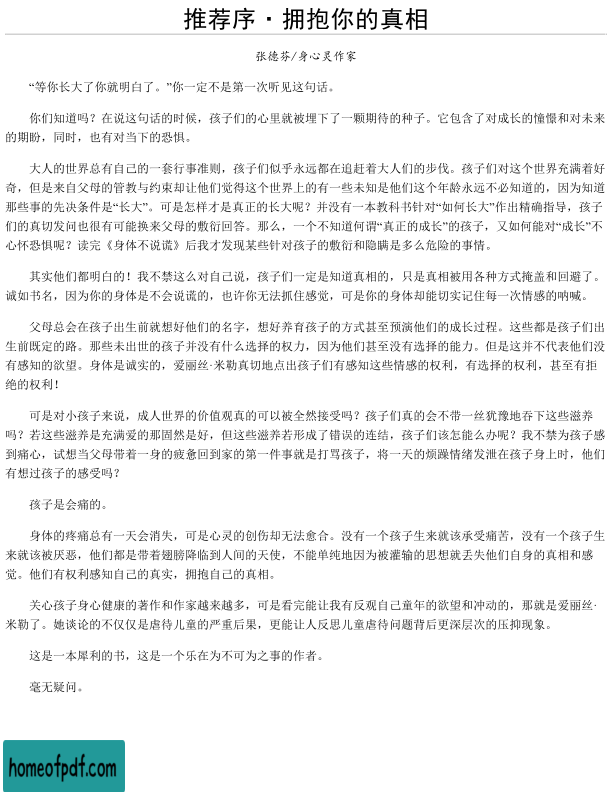 推荐序·拥抱你的真相
张德芬/身心灵作家
“等你长大了你就明白了。”你一定不是第一次听见这句话。
你们知道吗？在说这句话的时候，孩子们的心里就被埋下了一颗期待的种子。它包含了对成长的憧憬和对未来
的期盼，同时，也有对当下的恐惧。
大人的世界总有自己的一套行事准则，孩子们似乎永远都在追赶着大人们的步伐。孩子们对这个世界充满着好
奇，但是来自父母的管教与约束却让他们觉得这个世界上的有一些未知是他们这个年龄永远不必知道的，因为知道
那些事的先决条件是“长大”。可是怎样才是真正的长大呢？并没有一本教科书针对“如何长大”作出精确指导，孩子
们的真切发问也很有可能换来父母的敷衍回答。那么，一个不知道何谓“真正的成长”的孩子，又如何能对“成长”不
心怀恐惧呢？读完《身体不说谎》后我才发现某些针对孩子的敷衍和隐瞒是多么危险的事情。
其实他们都明白的！我不禁这么对自己说，孩子们一定是知道真相的，只是真相被用各种方式掩盖和回避了。
诚如书名，因为你的身体是不会说谎的，也许你无法抓住感觉，可是你的身体却能切实记住每一次情感的呐喊。
父母总会在孩子出生前就想好他们的名字，想好养育孩子的方式甚至预演他们的成长过程。这些都是孩子们出
生前既定的路。那些未出世的孩子并没有什么选择的权力，因为他们甚至没有选择的能力。但是这并不代表他们没
有感知的欲望。身体是诚实的，爱丽丝·米勒真切地点出孩子们有感知这些情感的权利，有选择的权利，甚至有拒
绝的权利！
可是对小孩子来说，成人世界的价值观真的可以被全然接受吗？孩子们真的会不带一丝犹豫地吞下这些滋养
吗？若这些滋养是充满爱的那固然是好，但这些滋养若形成了错误的连结，孩子们该怎能么办呢？我不禁为孩子感
到痛心，试想当父母带着一身的疲惫回到家的第一件事就是打骂孩子，将一天的烦躁情绪发泄在孩子身上时，他们
有想过孩子的感受吗？
孩子是会痛的。
身体的疼痛总有一天会消失，可是心灵的创伤却无法愈合。没有一个孩子生来就该承受痛苦，没有一个孩子生
来就该被厌恶，他们都是带着翅膀降临到人间的天使，不能单纯地因为被灌输的思想就丢失他们自身的真相和感
觉。他们有权利感知自己的真实，拥抱自己的真相。
关心孩子身心健康的著作和作家越来越多，可是看完能让我有反观自己童年的欲望和冲动的，那就是爱丽丝·
米勒了。她谈论的不仅仅是虐待儿童的严重后果，更能让人反思儿童虐待问题背后更深层次的压抑现象。
这是一本犀利的书，这是一个乐在为不可为之事的作者。
毫无疑问。
homeofpdf.com